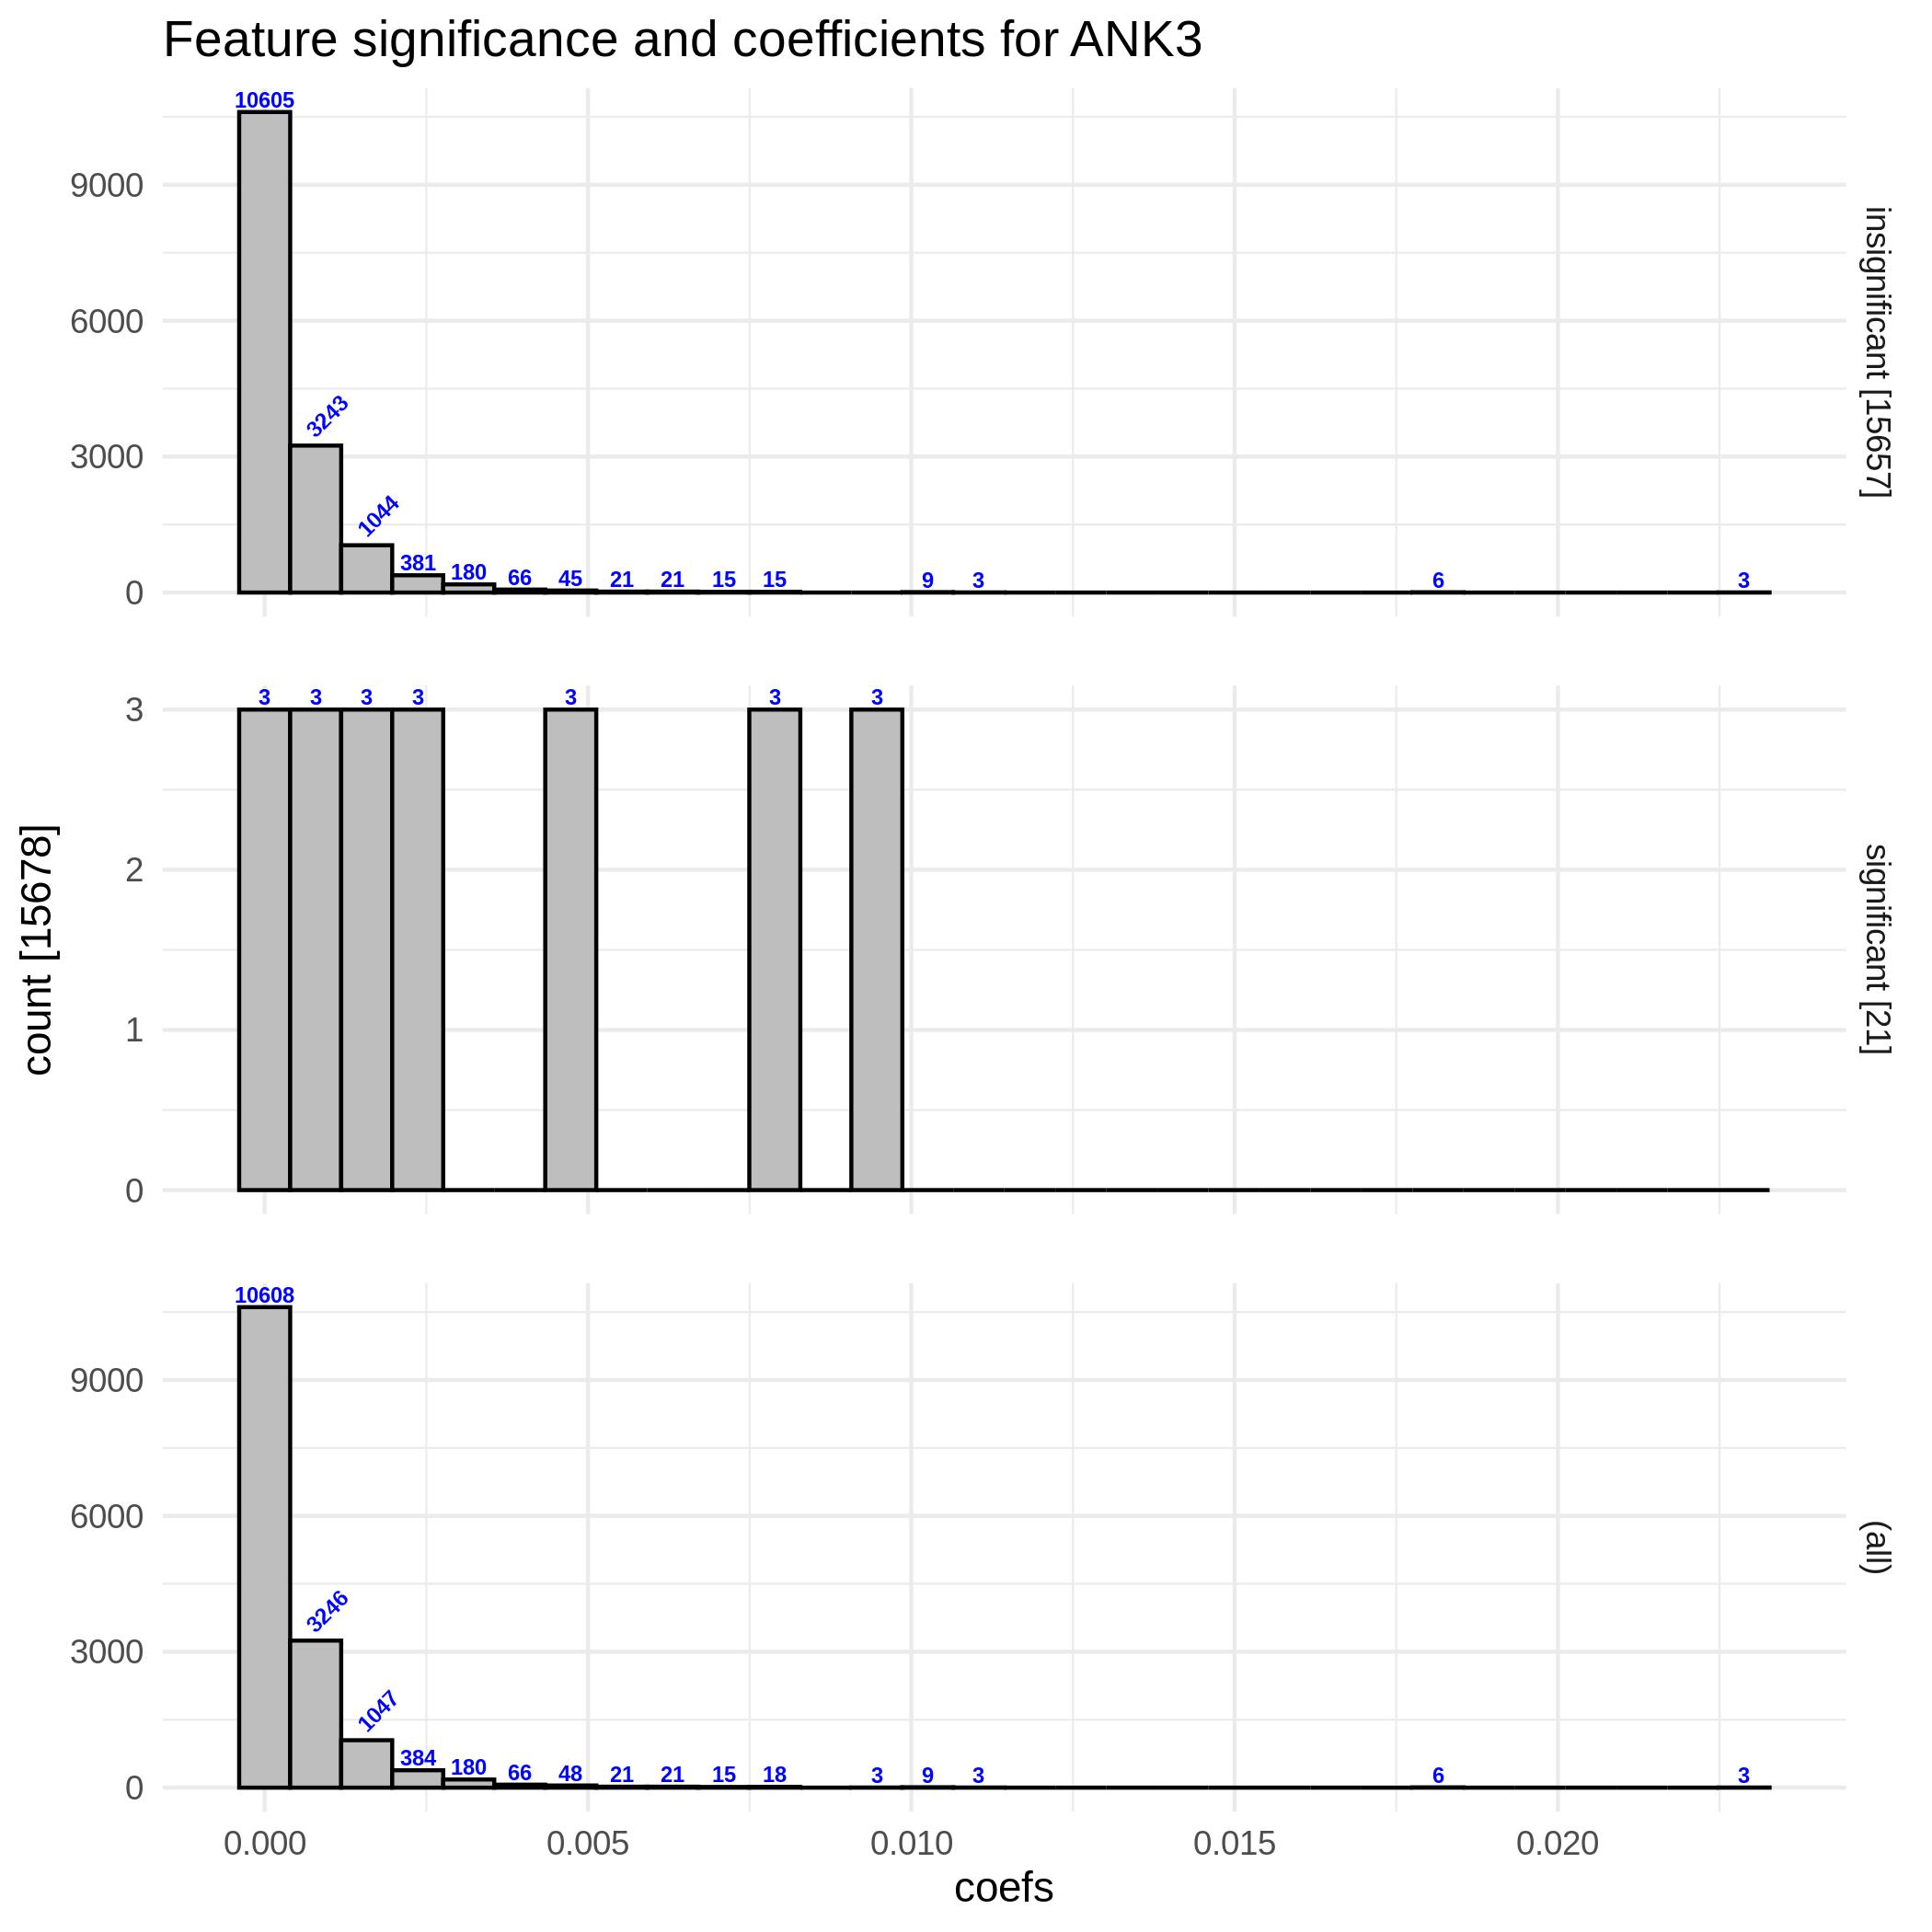 Feature significance and coefficients for ANK3
10605
3243
1044
381 180 66 45 21 21 15 15 9 3 6 3
9000
6000
3000
0
insignificant [15657]
3 3 3 3 3 3 3
3
2
1
0
significant [21]
count [15678]
10608
3246
1047
384 180 66 48 21 21 15 18 3 9 3 6 3
9000
6000
3000
0
(all)
0.000 0.005 0.010 0.015 0.020
coefs